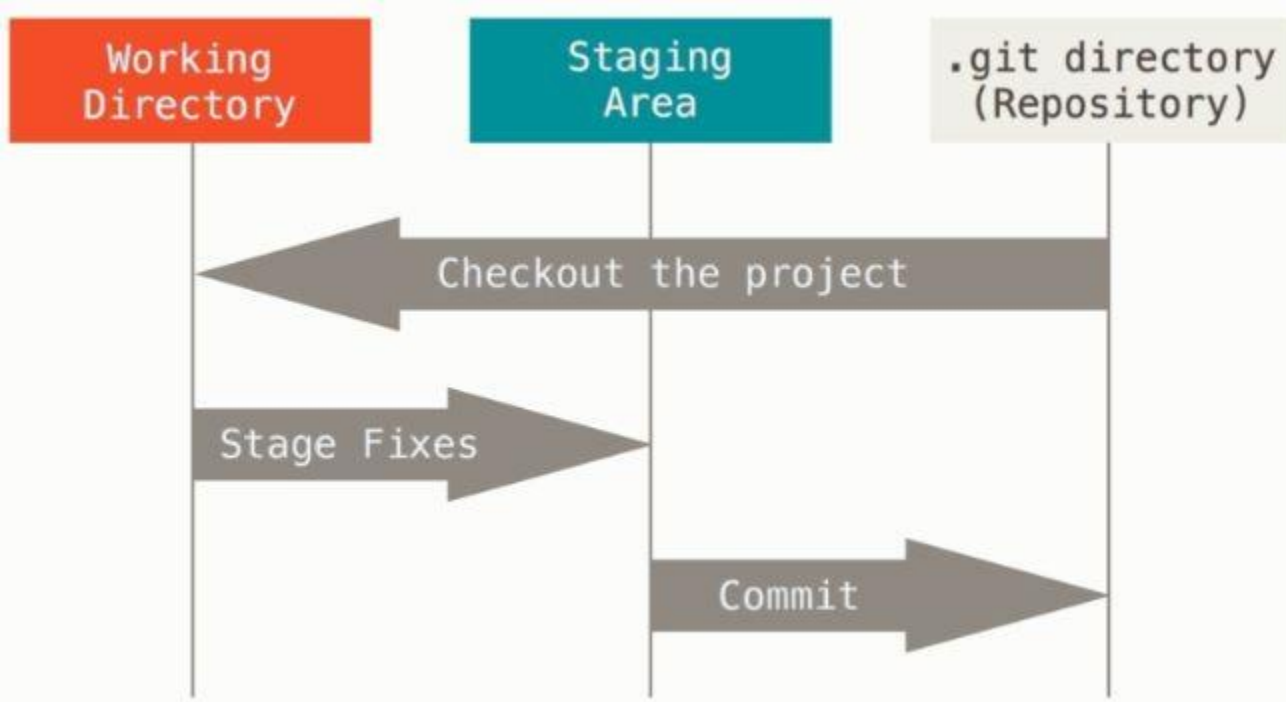 Working
Directory
Staging
Area
.git directory
(Repository)
Checkout the project
Stage Fixes
Commit